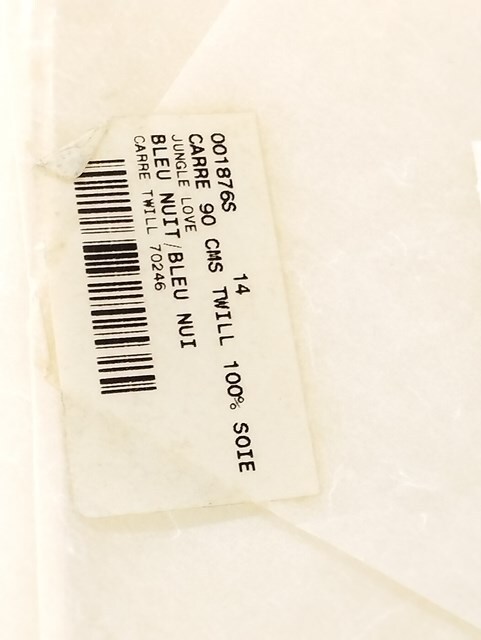 001876S 14
CARRE 90 CMS TWILL 100% SOIE
JUNGLE LOVE
BLEU NUIT/BLEU NUI
CARRE TWILL 70246